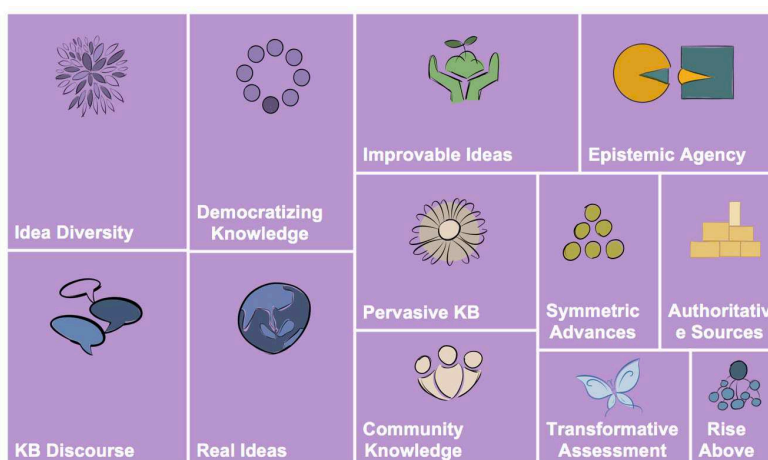 Idea Diversity
Democratizing
Knowledge
Improvable Ideas
Epistemic Agency
Pervasive KB
Symmetric
Advances
Authoritativ
e Sources
KB Discourse
Real Ideas
Community
Knowledge
Transformative
Assessment
Rise
Above